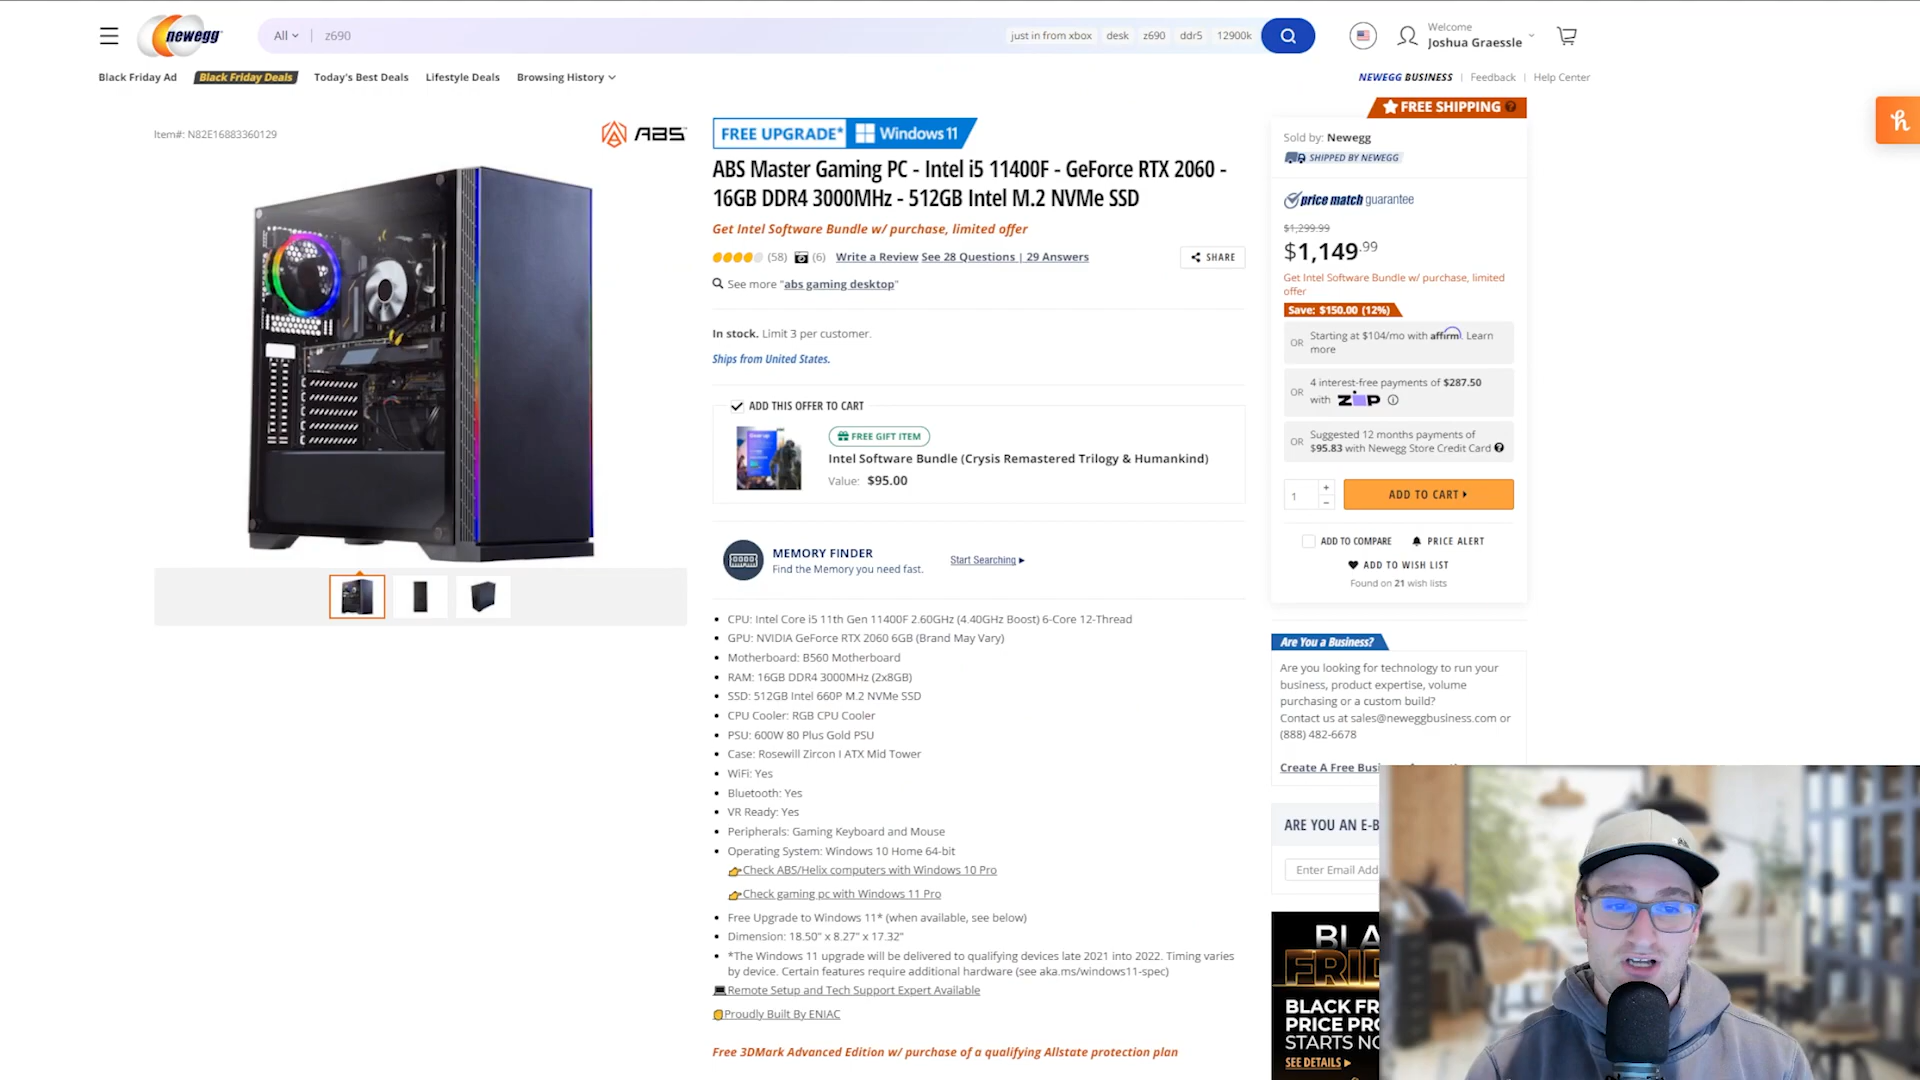 newegg
All
z690
just in from xbox
desk
z690
ddr5
12900k
Welcome
Joshua Graessle
Black Friday Ad
Black Friday Deals
Today's Best Deals
Lifestyle Deals
Browsing History
NEWEGG BUSINESS
Feedback
Help Center
Item#: N82E16883360129
ABS
FREE UPGRADE* Windows 11
ABS Master Gaming PC - Intel i5 11400F - GeForce RTX 2060 -
16GB DDR4 3000MHz - 512GB Intel M.2 NVMe SSD
Get Intel Software Bundle w/ purchase, limited offer
(58) (6) Write a Review See 28 Questions | 29 Answers
SHARE
See more "abs gaming desktop"
In stock. Limit 3 per customer.
Ships from United States.
ADD THIS OFFER TO CART
FREE GIFT ITEM
Intel Software Bundle (Crysis Remastered Trilogy & Humankind)
Value: $95.00
MEMORY FINDER
Find the Memory you need fast.
Start Searching
• CPU: Intel Core i5 11th Gen 11400F 2.60GHz (4.40GHz Boost) 6-Core 12-Thread
• GPU: NVIDIA GeForce RTX 2060 6GB (Brand May Vary)
• Motherboard: B560 Motherboard
• RAM: 16GB DDR4 3000MHz (2x8GB)
• SSD: 512GB Intel 660P M.2 NVMe SSD
• CPU Cooler: RGB CPU Cooler
• PSU: 600W 80 Plus Gold PSU
• Case: Rosewill Zircon I ATX Mid Tower
• WiFi: Yes
• Bluetooth: Yes
• VR Ready: Yes
• Peripherals: Gaming Keyboard and Mouse
• Operating System: Windows 10 Home 64-bit
Check ABS/Helix computers with Windows 10 Pro
Check gaming pc with Windows 11 Pro
• Free Upgrade to Windows 11* (when available, see below)
• Dimension: 18.50" x 8.27" x 17.32"
• *The Windows 11 upgrade will be delivered to qualifying devices late 2021 into 2022. Timing varies
by device. Certain features require additional hardware (see aka.ms/windows11-spec)
Remote Setup and Tech Support Expert Available
Proudly Built By ENIAC
Free 3DMark Advanced Edition w/ purchase of a qualifying Allstate protection plan
FREE SHIPPING
Sold by: Newegg
SHIPPED BY NEWEGG
price match guarantee
$1,299.99
$1,149.99
Get Intel Software Bundle w/ purchase, limited
offer
Save: $150.00 (12%)
OR
Starting at $104/mo with affirm. Learn
more
OR
4 interest-free payments of $287.50
with ZIP
OR
Suggested 12 months payments of
$95.83 with Newegg Store Credit Card
1
ADD TO CART
ADD TO COMPARE
PRICE ALERT
ADD TO WISH LIST
Found on 21 wish lists
Are You a Business?
Are you looking for technology to run your
business, product expertise, volume
purchasing or a custom build?
Contact us at sales@neweggbusiness.com or
(888) 482-6678
Create A Free Busi
ARE YOU AN E-B
Enter Email Add
BLA
FRID
BLACK FR
PRICE PRO
STARTS NO
SEE DETAILS